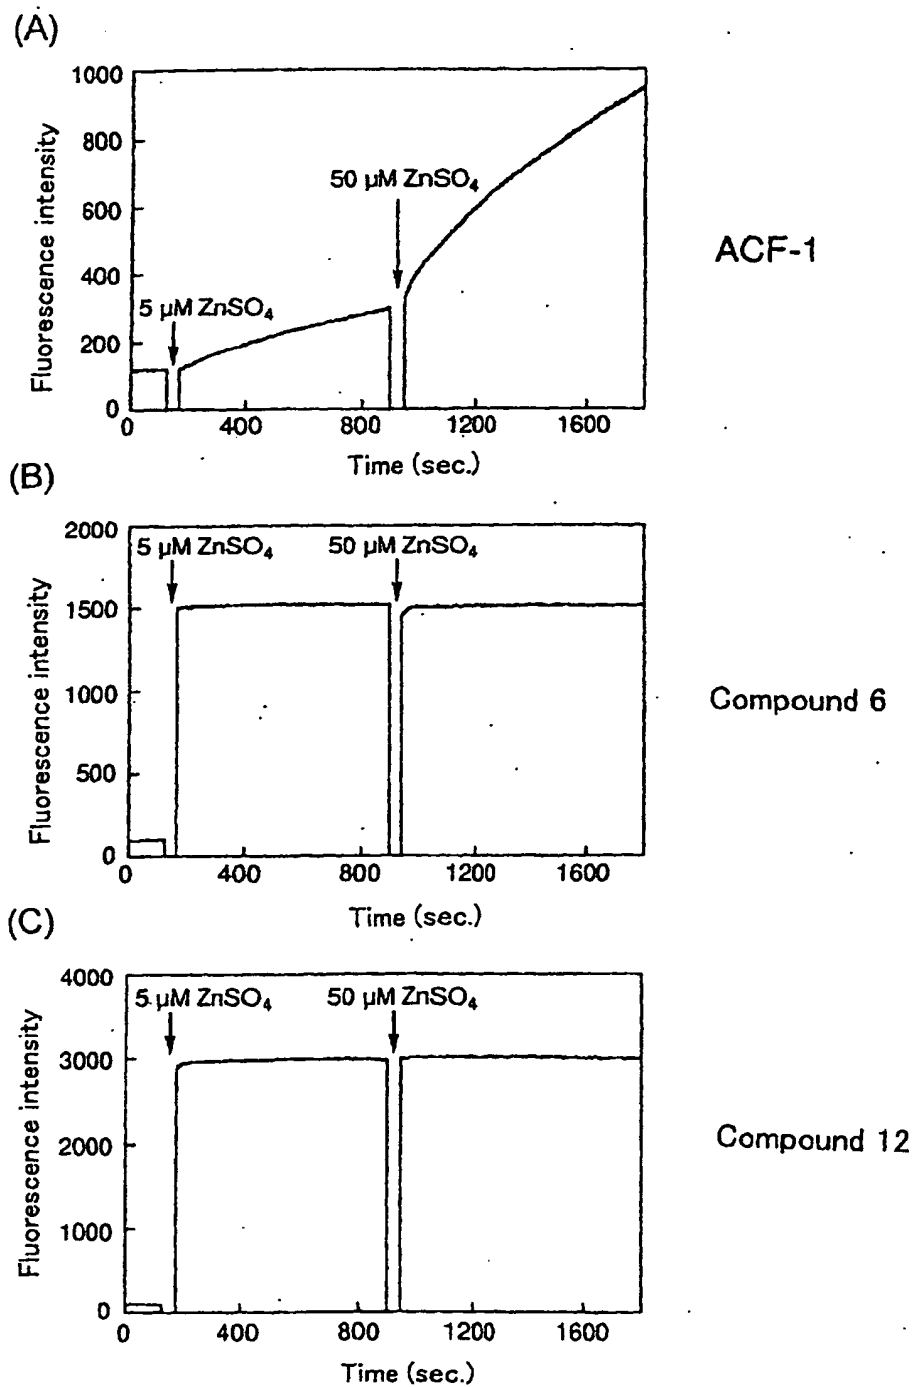 (A)
1000
800
600
400
200
0
Fluorescence intensity
5 µM ZnSO₄
50 µM ZnSO₄
0 400 800 1200 1600
Time (sec.)
ACF-1
(B)
2000
1500
1000
500
0
Fluorescence intensity
5 µM ZnSO₄ 50 µM ZnSO₄
0 400 800 1200 1600
Time (sec.)
Compound 6
(C)
4000
3000
2000
1000
0
Fluorescence intensity
5 µM ZnSO₄ 50 µM ZnSO₄
0 400 800 1200 1600
Time (sec.)
Compound 12